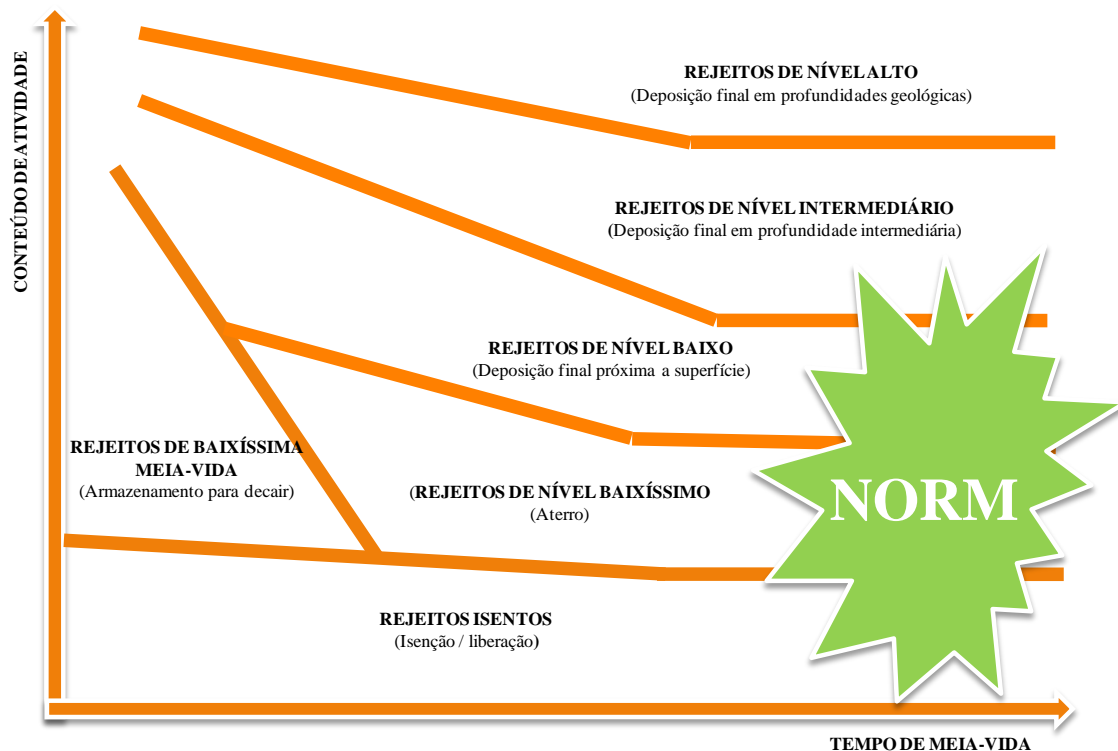 CONTEÚDO DE ATIVIDADE
REJEITOS DE NÍVEL ALTO
(Deposição final em profundidades geológicas)
REJEITOS DE NÍVEL INTERMEDIÁRIO
(Deposição final em profundidade intermediária)
REJEITOS DE NÍVEL BAIXO
(Deposição final próxima a superfície)
REJEITOS DE BAIXÍSSIMA
MEIA-VIDA
(Armazenamento para decair)
(REJEITOS DE NÍVEL BAIXÍSSIMO
(Aterro)
NORM
REJEITOS ISENTOS
(Isenção / liberação)
TEMPO DE MEIA-VIDA